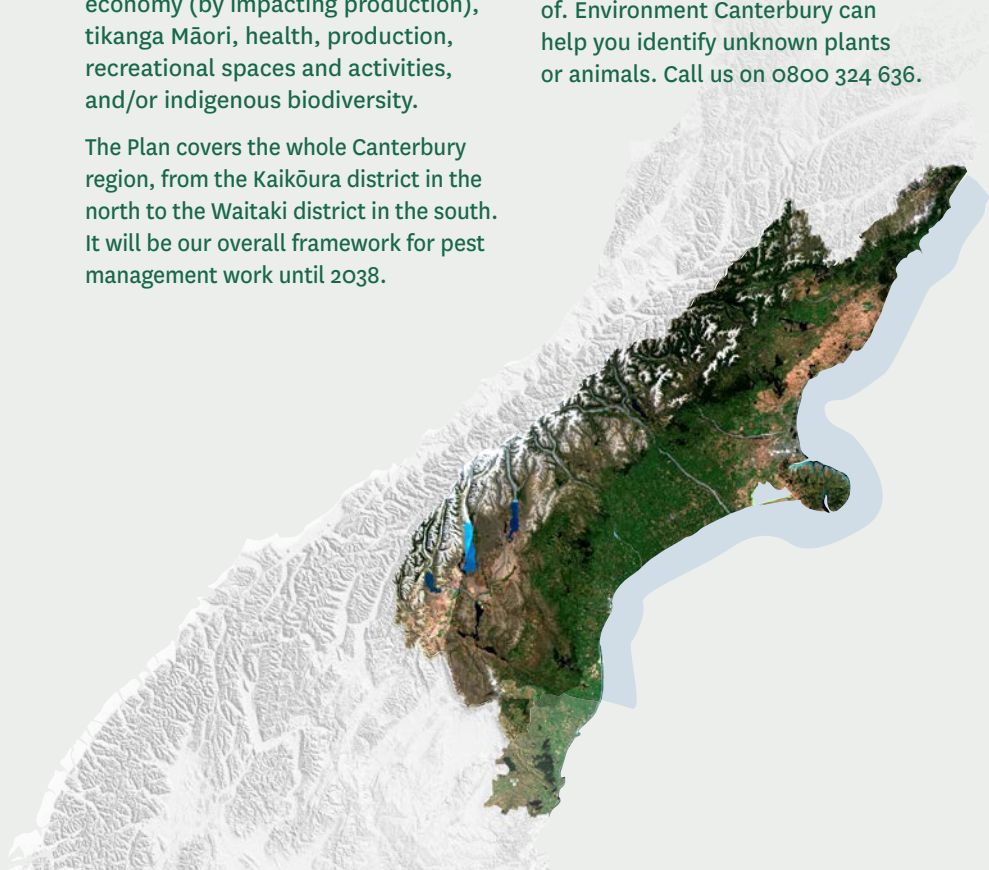 economy (by impacting production),
tikanga Māori, health, production,
recreational spaces and activities,
and/or indigenous biodiversity.
The Plan covers the whole Canterbury
region, from the Kaikōura district in the
north to the Waitaki district in the south.
It will be our overall framework for pest
management work until 2038.
of. Environment Canterbury can
help you identify unknown plants
or animals. Call us on 0800 324 636.